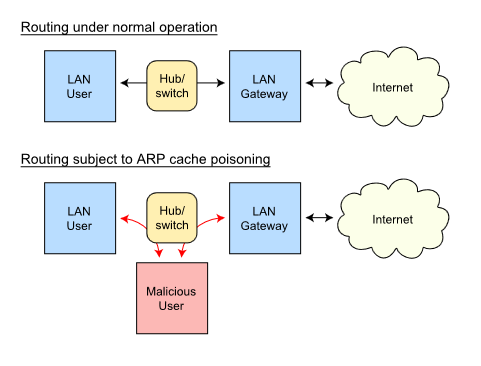 Routing under normal operation
LAN
User
Hub/
switch
LAN
Gateway
Internet
Routing subject to ARP cache poisoning
LAN
User
Hub/
switch
LAN
Gateway
Internet
Malicious
User